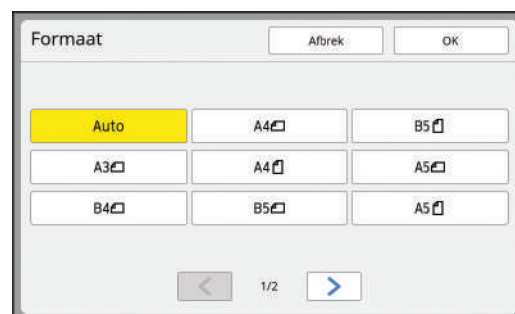 Formaat Afbrek OK
Auto A4 B5
A3 A4 A5
B4 B5 A5
1/2